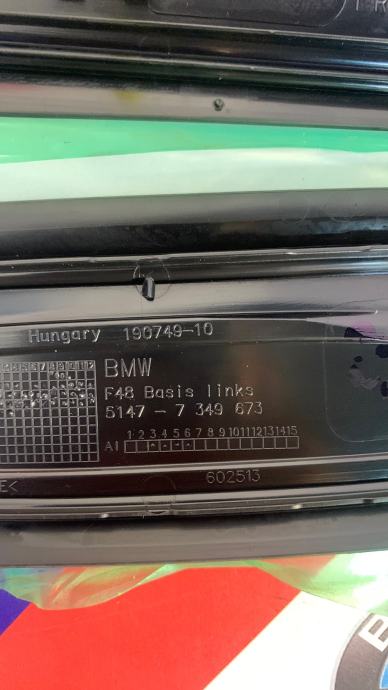 Hungary 190749-10
BMW
F48 Basis links
5147 - 7 349 673
1 2 3 4 5 6 7 8 9 10 11 12 13 14 15
A1
602513
E<
B